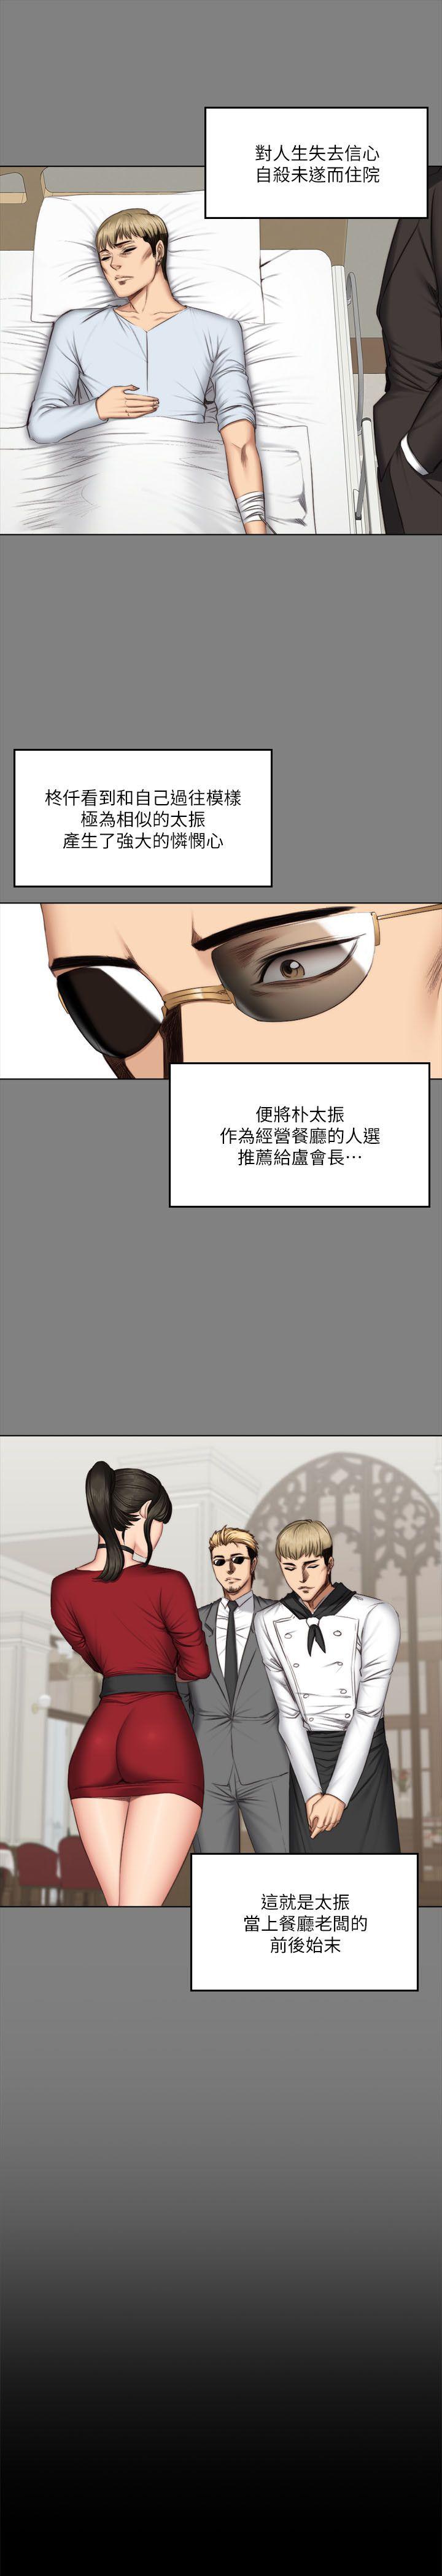 對人生失去信心
自殺未遂而住院
柊仟看到和自己過往模樣
極為相似的太振
產生了強大的憐憫心
便將朴太振
作為經營餐廳的人選
推薦給盧會長⋯
這就是太振
當上餐廳老闆的
前後始末